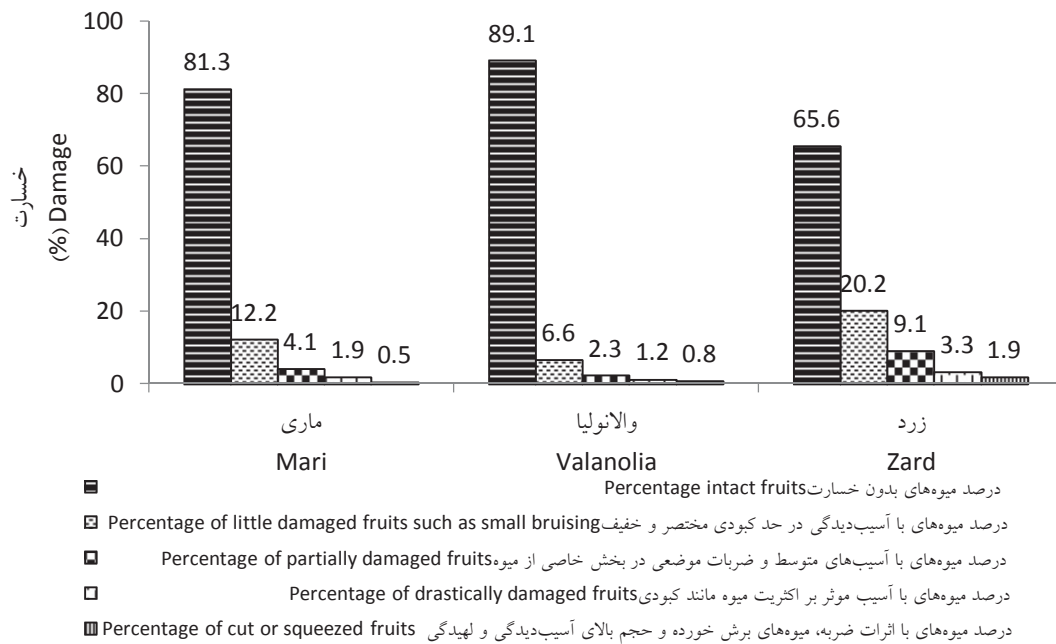 100
80
60
40
20
0
خسارت
(%) Damage
81.3
12.2
4.1
1.9
0.5
89.1
6.6
2.3
1.2
0.8
65.6
20.2
9.1
3.3
1.9
ماری
Mari
والانولیا
Valanolia
زرد
Zard
درصد میوه‌های بدون خسارت Percentage intact fruits
درصد میوه‌های با آسیب‌دیدگی در حد کبودی مختصر و خفیف Percentage of little damaged fruits such as small bruising
درصد میوه‌های با آسیب‌های متوسط و ضربات موضعی در بخش خاصی از میوه Percentage of partially damaged fruits
درصد میوه‌های با آسیب موثر بر اکثریت میوه مانند کبودی Percentage of drastically damaged fruits
درصد میوه‌های با اثرات ضربه، میوه‌های برش خورده و حجم بالای آسیب‌دیدگی و لهیدگی Percentage of cut or squeezed fruits